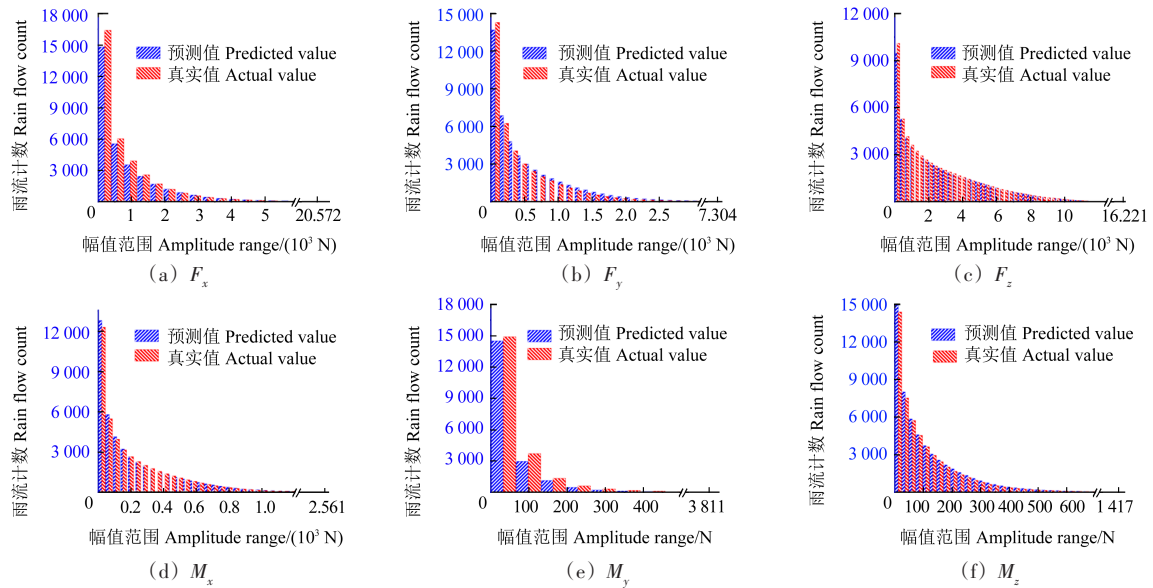 雨流计数 Rain flow count
18 000
15 000
12 000
9 000
6 000
3 000
预测值 Predicted value
真实值 Actual value
0 1 2 3 4 5 20.572
幅值范围 Amplitude range/(10³ N)
(a) Fx
雨流计数 Rain flow count
15 000
12 000
9 000
6 000
3 000
预测值 Predicted value
真实值 Actual value
0 0.5 1.0 1.5 2.0 2.5 7.304
幅值范围 Amplitude range/(10³ N)
(b) Fy
雨流计数 Rain flow count
12 000
9 000
6 000
3 000
预测值 Predicted value
真实值 Actual value
0 2 4 6 8 10 16.221
幅值范围 Amplitude range/(10³ N)
(c) Fz
雨流计数 Rain flow count
12 000
9 000
6 000
3 000
预测值 Predicted value
真实值 Actual value
0 0.2 0.4 0.6 0.8 1.0 2.561
幅值范围 Amplitude range/(10³ N)
(d) Mx
雨流计数 Rain flow count
18 000
15 000
12 000
9 000
6 000
3 000
预测值 Predicted value
真实值 Actual value
0 100 200 300 400 3 811
幅值范围 Amplitude range/N
(e) My
雨流计数 Rain flow count
15 000
12 000
9 000
6 000
3 000
预测值 Predicted value
真实值 Actual value
0 100 200 300 400 500 600 1 417
幅值范围 Amplitude range/N
(f) Mz